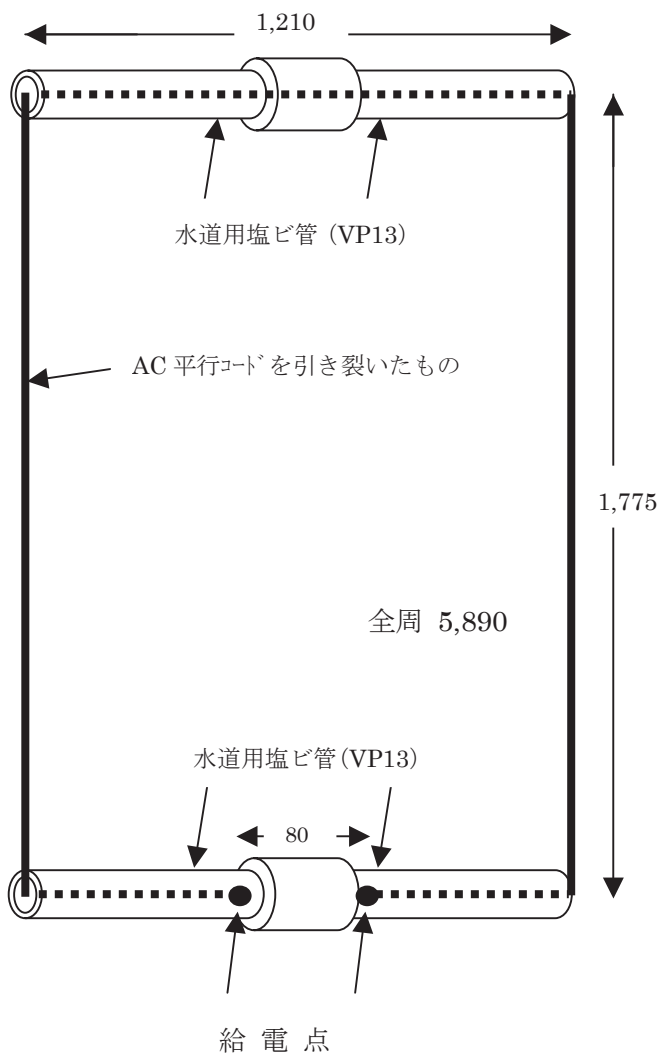 1,210
水道用塩ビ管 (VP13)
AC 平行コードを引き裂いたもの
1,775
全周 5,890
水道用塩ビ管(VP13)
80
給 電 点